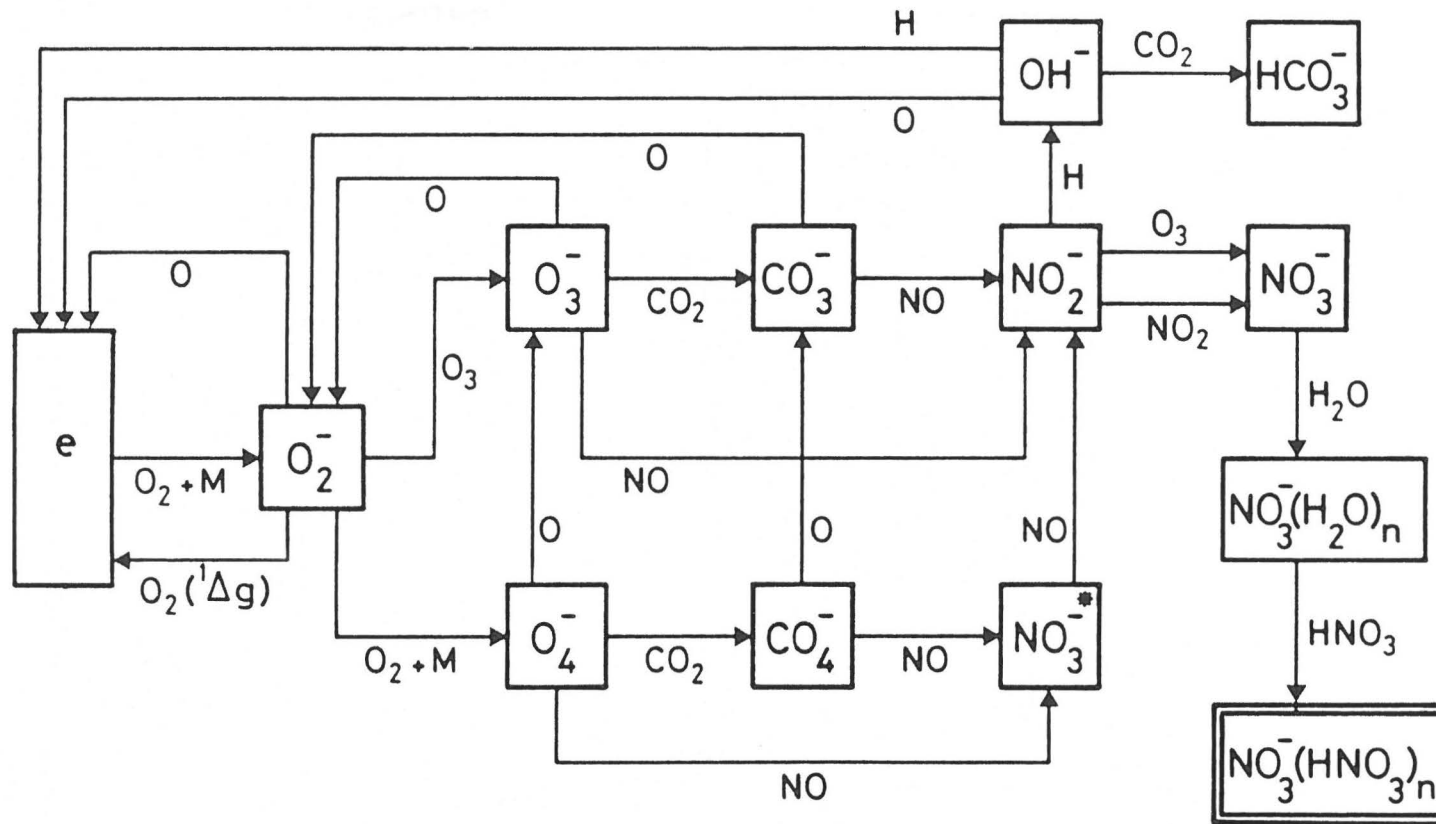 H
OH⁻
CO₂
HCO₃⁻
O
O
H
O
O₃
O
O₃⁻
CO₂
CO₃⁻
NO
NO₂⁻
NO₂
NO₃⁻
O₃
H₂O
e
O₂ + M
O₂⁻
NO
NO₃⁻(H₂O)ₙ
O
O
NO
O₂(¹Δg)
HNO₃
O₂ + M
O₄⁻
CO₂
CO₄⁻
NO
NO₃⁻*
NO₃⁻(HNO₃)ₙ
NO